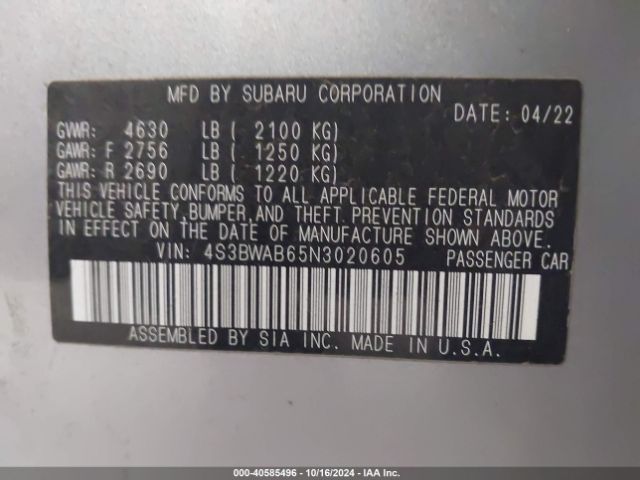 MFD BY SUBARU CORPORATION
DATE: 04/22
GVWR: 4630 LB ( 2100 KG)
GAWR: F 2756 LB ( 1250 KG)
GAWR: R 2690 LB ( 1220 KG)
THIS VEHICLE CONFORMS TO ALL APPLICABLE FEDERAL MOTOR
VEHICLE SAFETY, BUMPER, AND THEFT PREVENTION STANDARDS
IN EFFECT ON THE DATE OF MANUFACTURE SHOWN ABOVE.
VIN: 4S3BWAB65N3020605 PASSENGER CAR
ASSEMBLED BY SIA INC. MADE IN U.S.A.
000-40585496 - 10/16/2024 - IAA Inc.